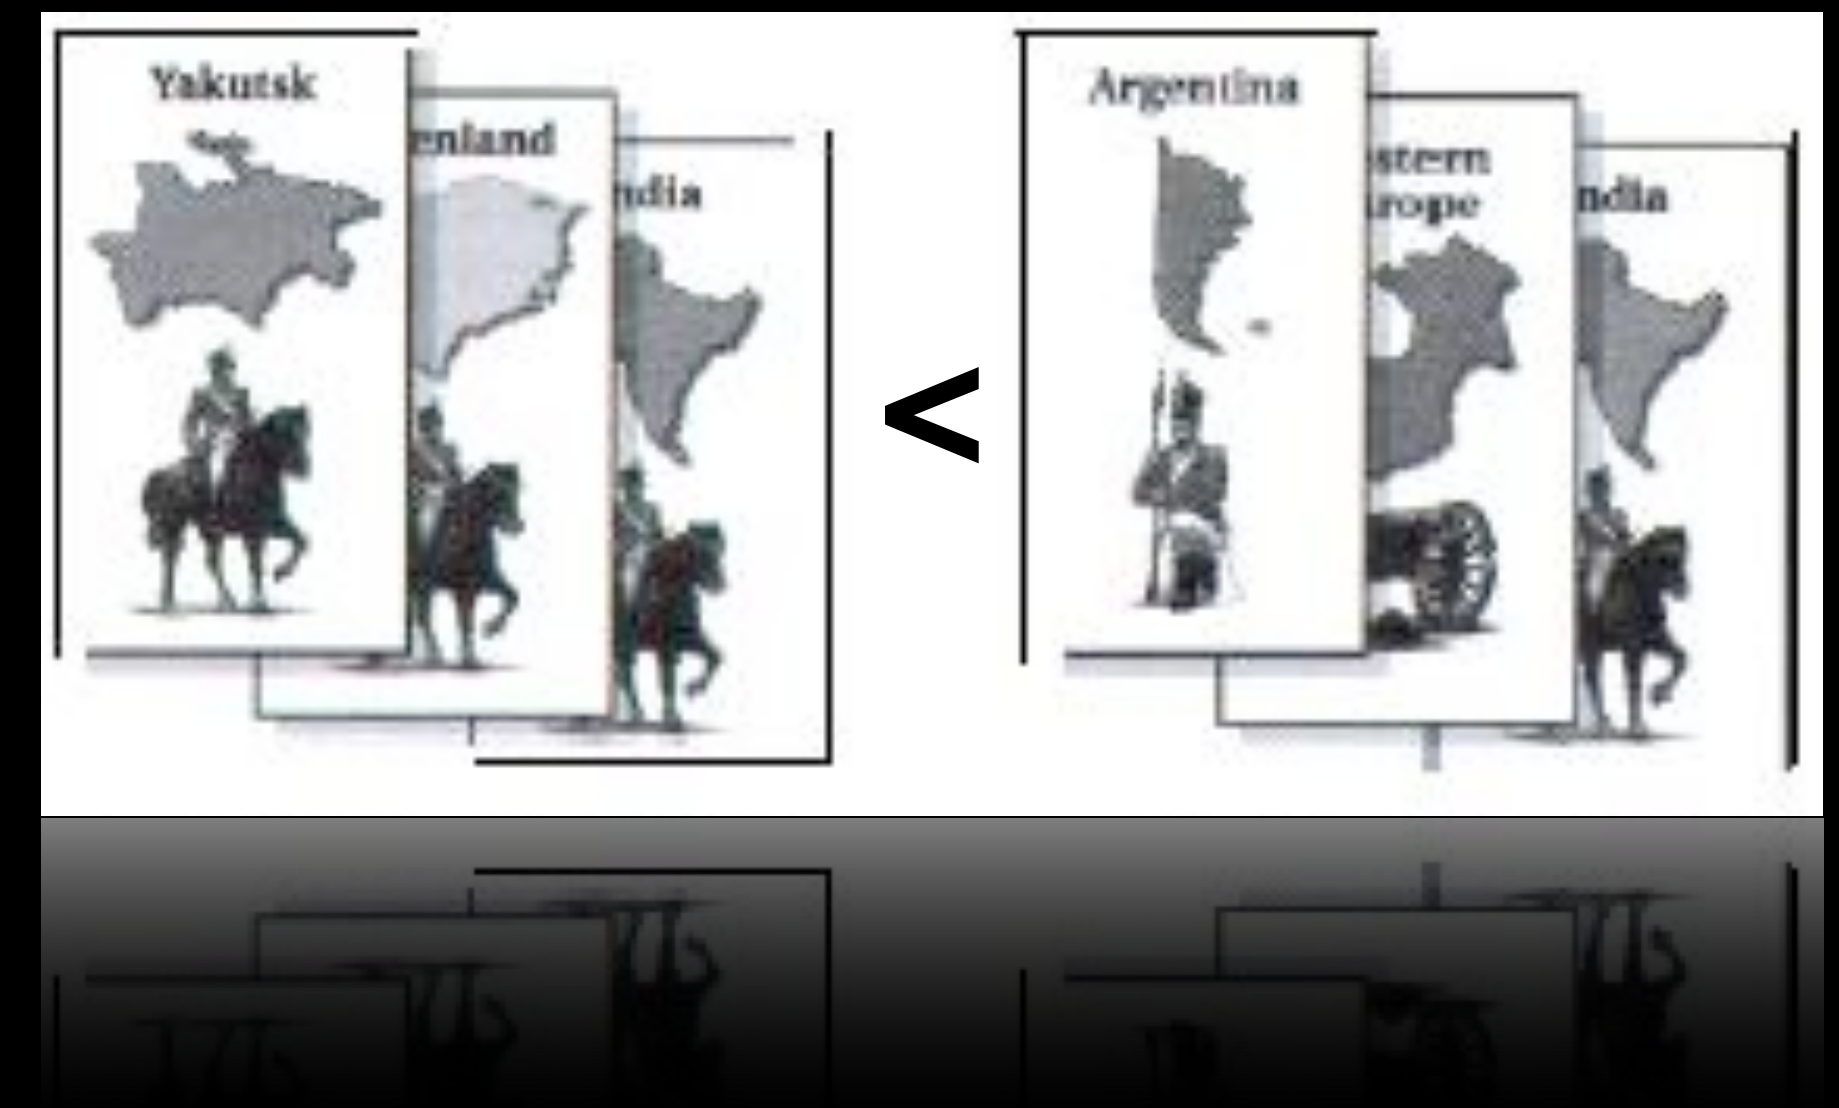 Yakutsk
enland
ndia
<
Argentina
stern
rope
ndia